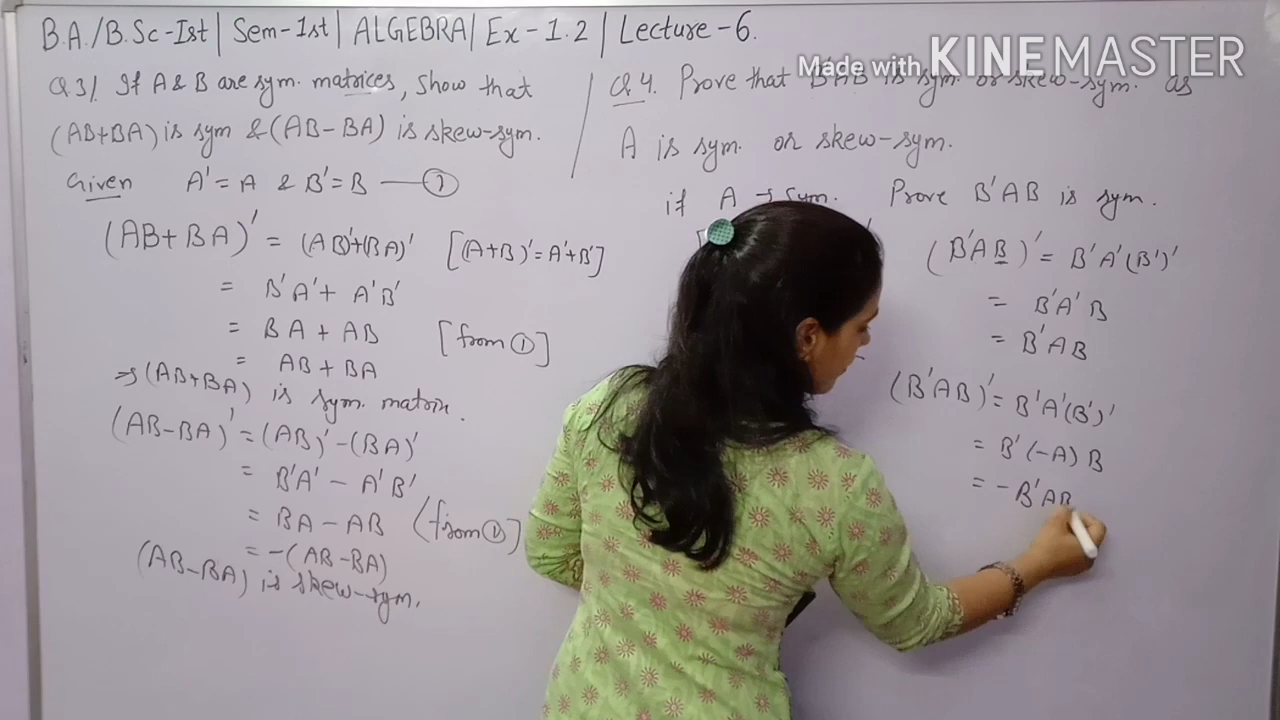 B.A./B.Sc-Ist | Sem-1st | ALGEBRA | Ex-1.2 | Lecture-6.
Made with KINEMASTER
Q.3/. If A & B are sym. matrices, show that
(AB+BA) is sym & (AB-BA) is skew-sym.
Given A'=A & B'=B — ①
(AB+BA)' = (AB)'+(BA)' [(A+B)'=A'+B']
= B'A'+ A'B'
= BA + AB [from ①]
= AB + BA
⇒ (AB+BA) is sym. matrix.
(AB-BA)' = (AB)'-(BA)'
= B'A' - A'B'
= BA - AB (from ①]
= -(AB-BA)
(AB-BA) is skew-sym.
Q.4. Prove that B'AB is sym. or skew-sym. as
A is sym. or skew-sym.
if A → sym. Prove B'AB is sym.
(B'AB)' = B'A'(B')'
= B'A'B
= B'AB
(B'AB)' = B'A'(B')'
= B'(-A)B
= -B'AB